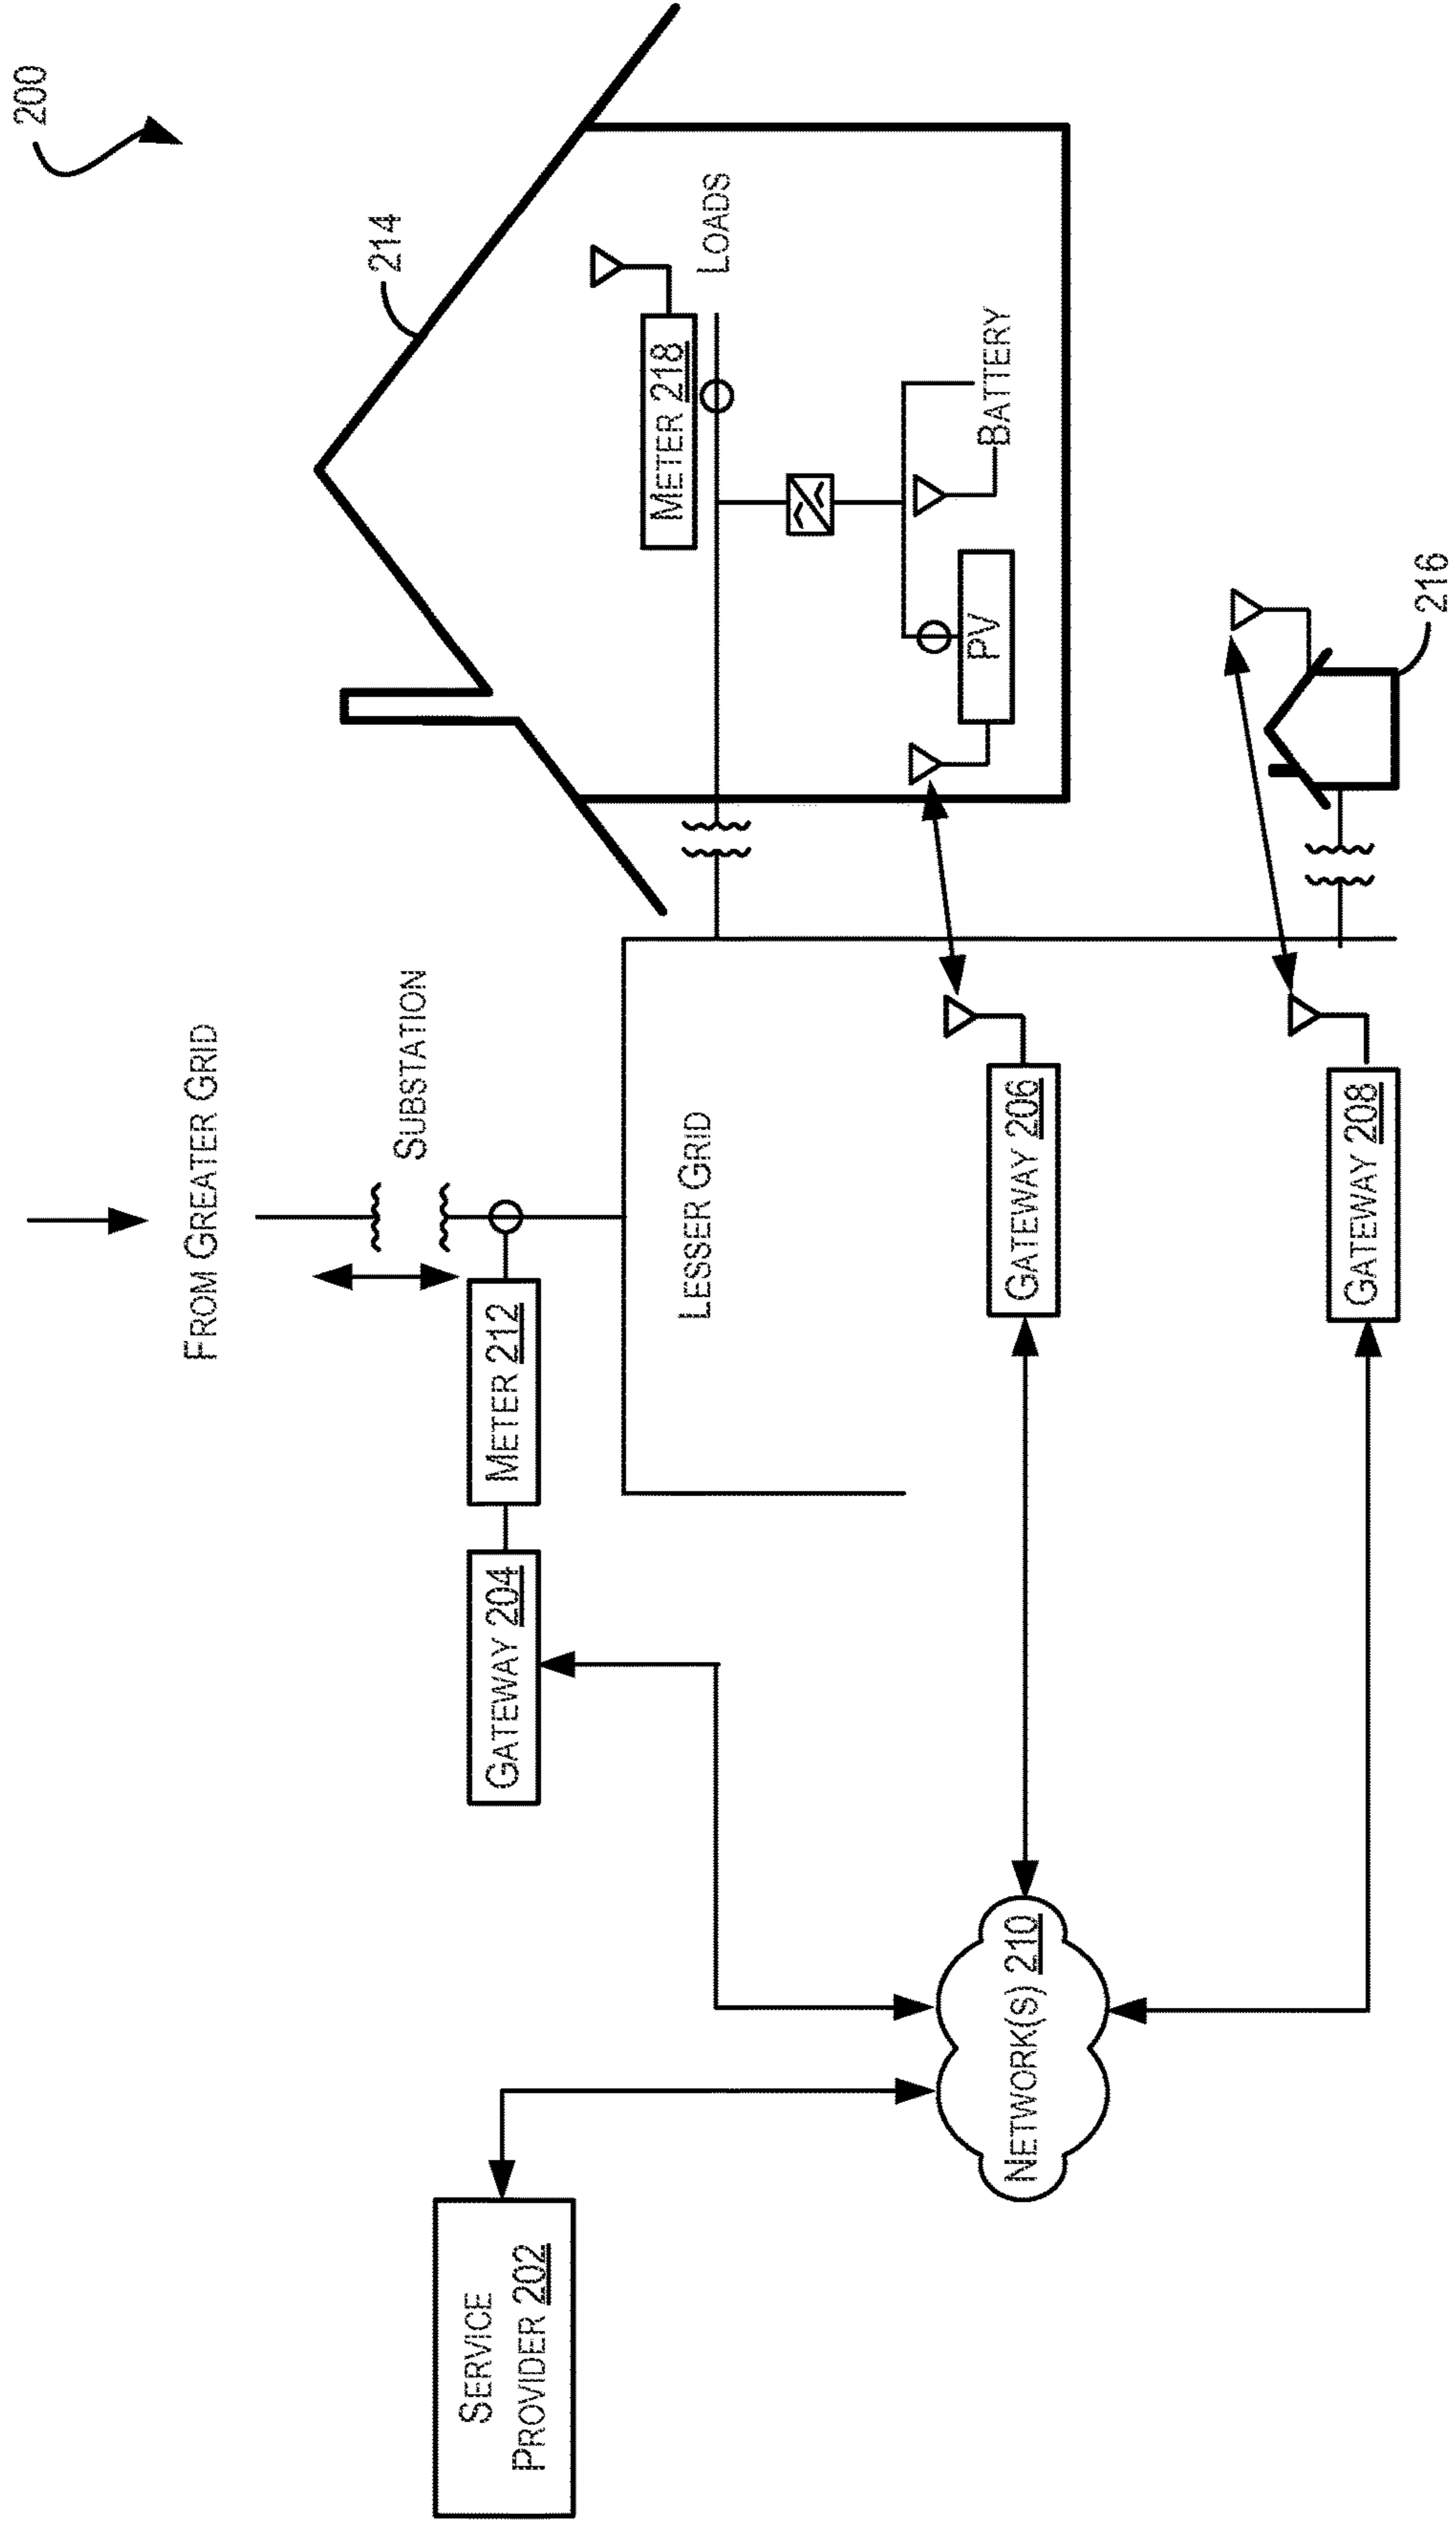 200
FROM GREATER GRID
SUBSTATION
214
SERVICE
PROVIDER 202
GATEWAY 204
METER 212
METER 218
LOADS
LESSER GRID
BATTERY
PV
NETWORK(S) 210
GATEWAY 206
GATEWAY 208
216